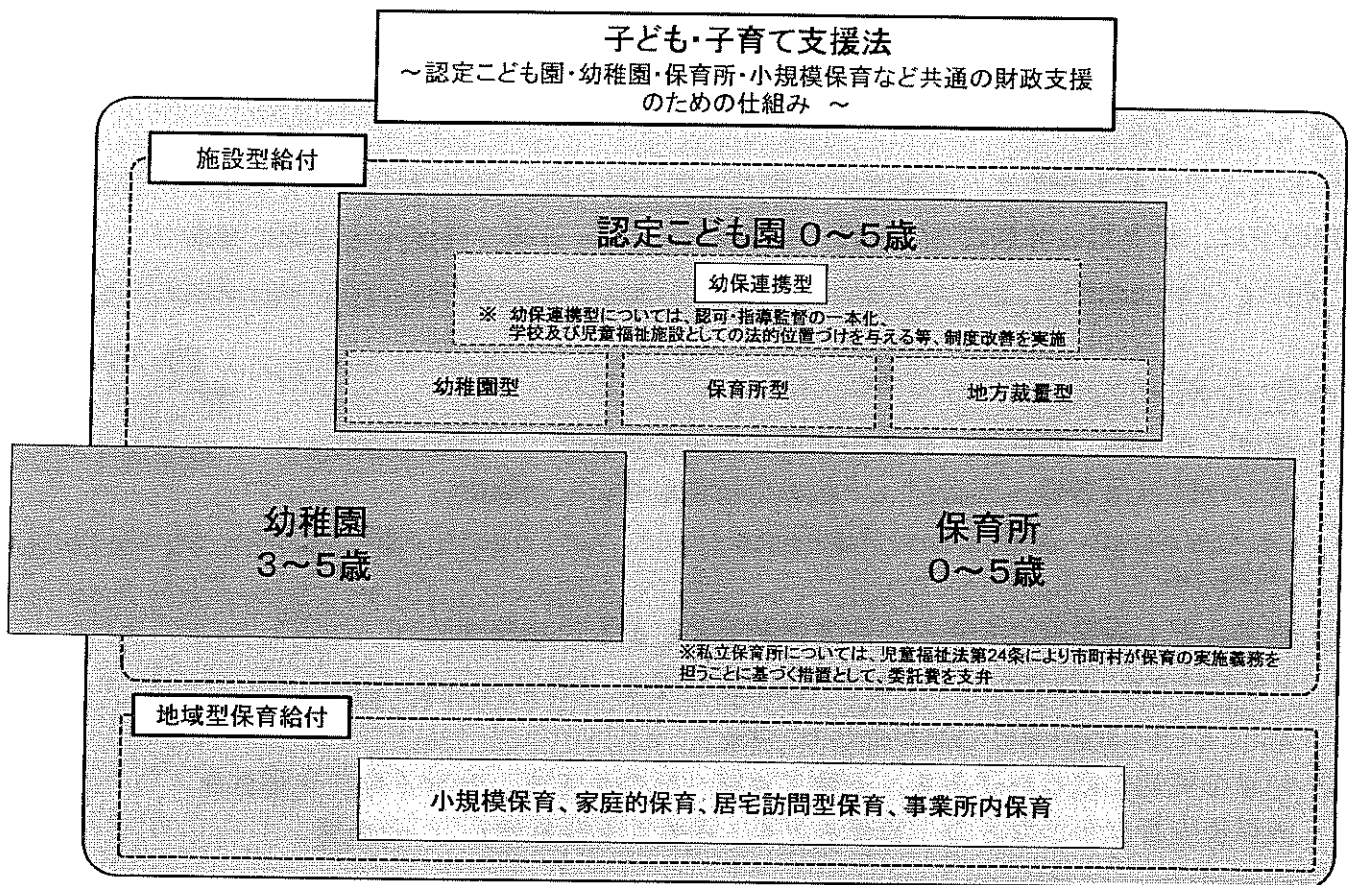 子ども・子育て支援法
～認定こども園・幼稚園・保育所・小規模保育など共通の財政支援
のための仕組み ～
施設型給付
認定こども園 ０～５歳
幼保連携型
※ 幼保連携型については、認可・指導監督の一本化、
学校及び児童福祉施設としての法的位置づけを与える等、制度改善を実施
幼稚園型
保育所型
地方裁量型
幼稚園
３～５歳
保育所
０～５歳
※私立保育所については、児童福祉法第24条により市町村が保育の実施義務を
担うことに基づく措置として、委託費を支弁
地域型保育給付
小規模保育、家庭的保育、居宅訪問型保育、事業所内保育